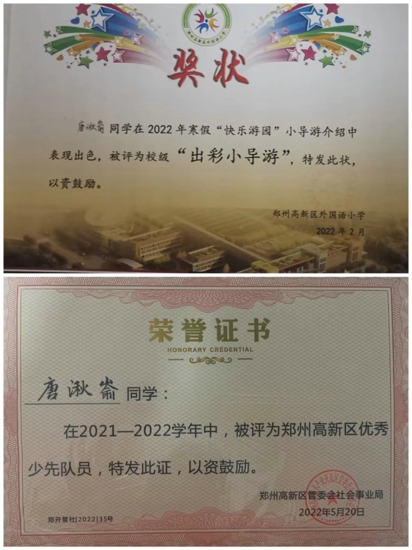 奖状
唐湫崙同学在2022年寒假“快乐游园”小导游介绍中
表现出色，被评为校级“出彩小导游”，特发此状，
以资鼓励。
郑州高新区外国语小学
2022年2月
荣誉证书
HONORARY CREDENTIAL
唐湫崙同学：
在2021—2022学年中，被评为郑州高新区优秀
少先队员，特发此证，以资鼓励。
郑州高新区管委会社会事业局
2022年5月20日
郑开管社[2022]35号